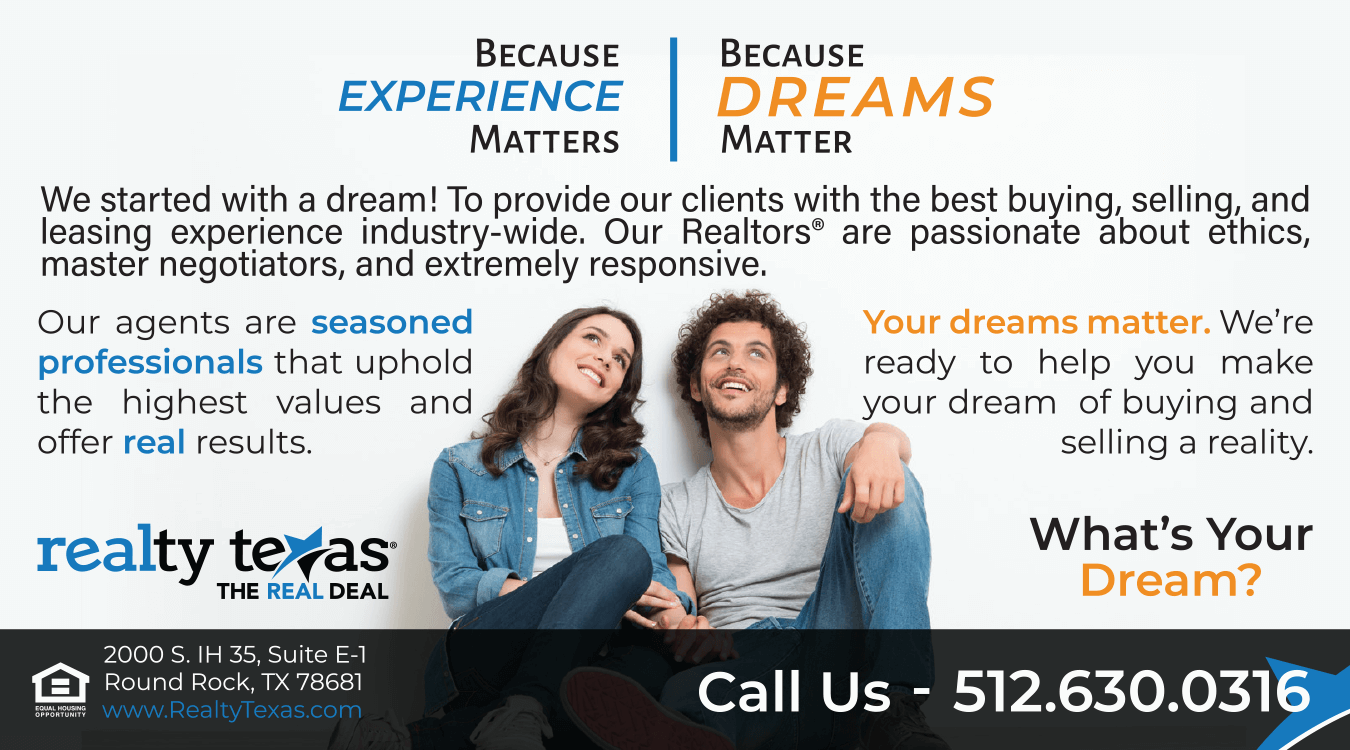 BECAUSE
EXPERIENCE
MATTERS
BECAUSE
DREAMS
MATTER
We started with a dream! To provide our clients with the best buying, selling, and
leasing experience industry-wide. Our Realtors® are passionate about ethics,
master negotiators, and extremely responsive.
Our agents are seasoned
professionals that uphold
the highest values and
offer real results.
Your dreams matter. We're
ready to help you make
your dream of buying and
selling a reality.
realty texas®
THE REAL DEAL
What's Your
Dream?
EQUAL HOUSING
OPPORTUNITY
2000 S. IH 35, Suite E-1
Round Rock, TX 78681
www.RealtyTexas.com
Call Us - 512.630.0316